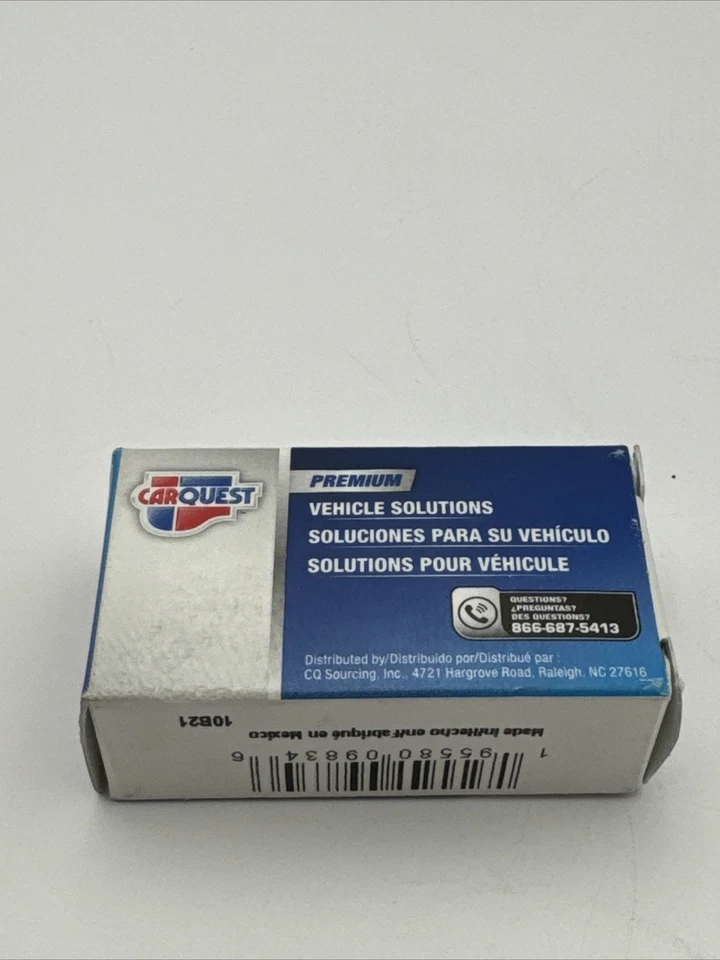 CARQUEST
PREMIUM
VEHICLE SOLUTIONS
SOLUCIONES PARA SU VEHÍCULO
SOLUTIONS POUR VÉHICULE
QUESTIONS?
¿PREGUNTAS?
DES QUESTIONS?
866-687-5413
Distributed by/Distribuido por/Distribué par :
CQ Sourcing, Inc., 4721 Hargrove Road, Raleigh, NC 27616
1 95580 09834 6
Made in/Hecho en/Fabriqué en Mexico
10B21